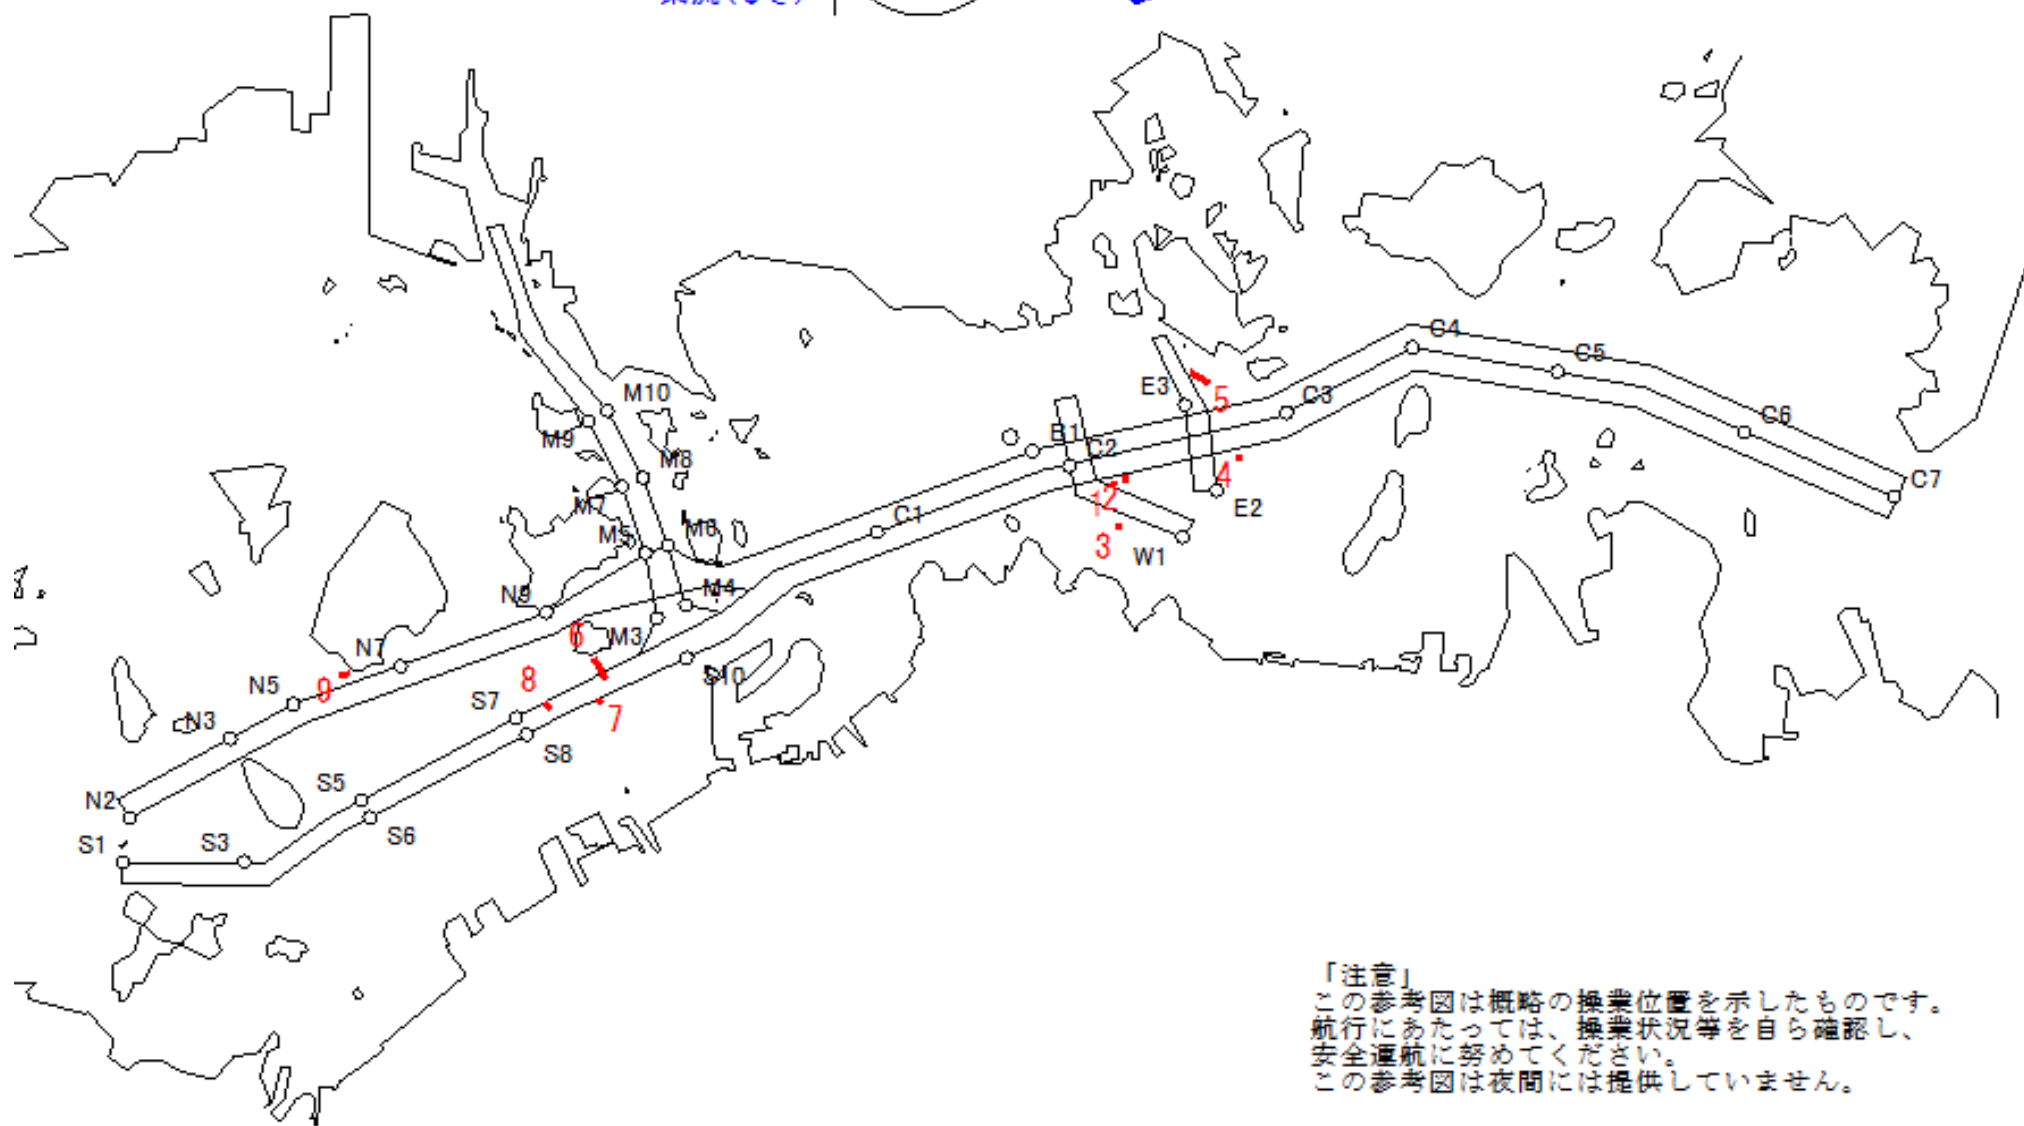 C4
C5
M10
E3
5
C3
C6
M9
B1
C2
M8
4
C7
M7
12
E2
C1
M5
M6
3
W1
N9
M4
6
M3
N7
9
8
S10
N5
S7
7
N3
S8
S5
N2
S6
S1
S3
「注意」
この参考図は概略の操業位置を示したものです。
航行にあたっては、操業状況等を自ら確認し、
安全運航に努めてください。
この参考図は夜間には提供していません。